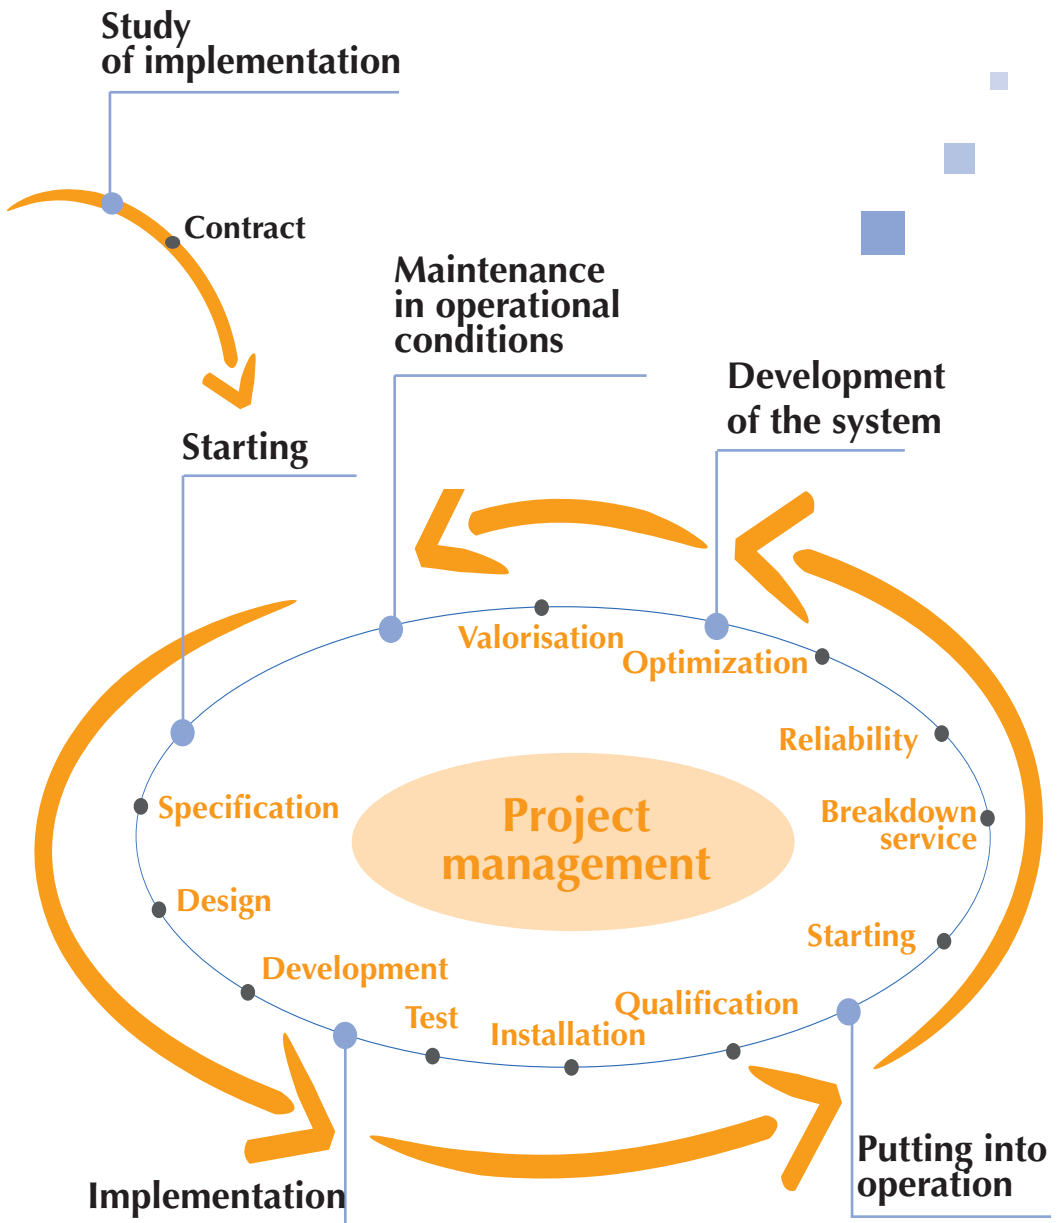 Study
of implementation
Contract
Maintenance
in operational
conditions
Development
of the system
Starting
Valorisation
Optimization
Reliability
Specification
Project
management
Breakdown
service
Design
Starting
Development
Qualification
Test
Installation
Putting into
operation
Implementation